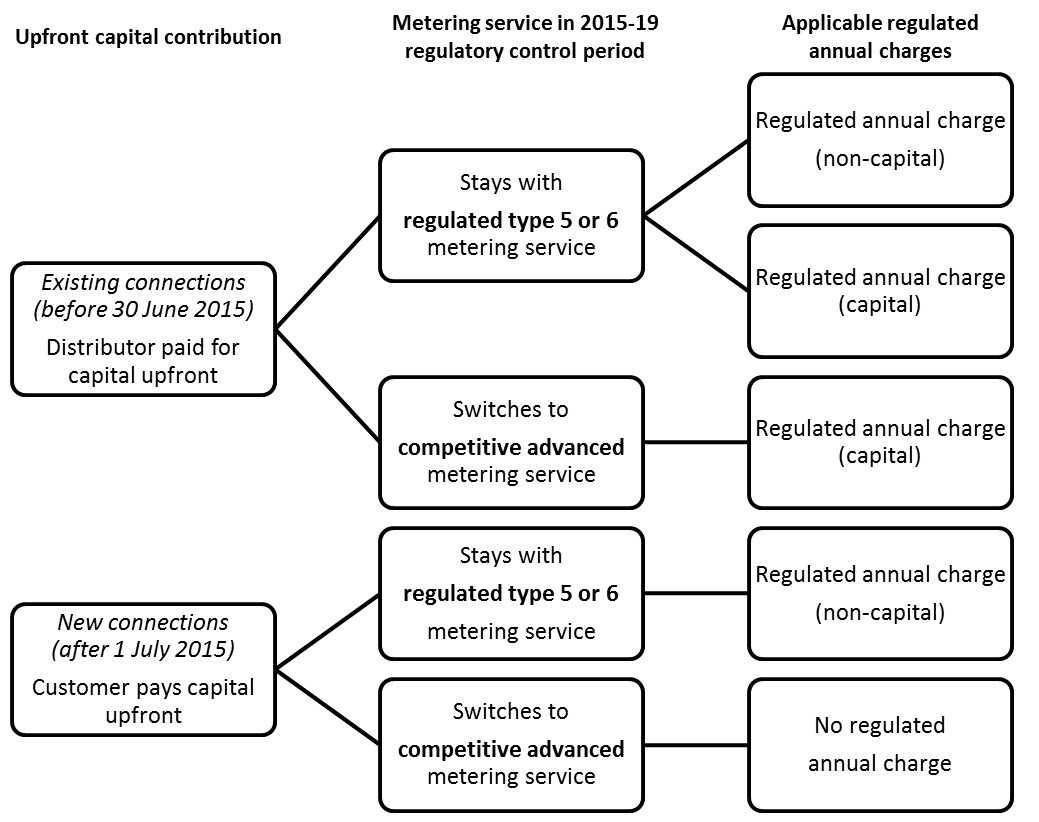 Upfront capital contribution
Metering service in 2015-19
regulatory control period
Applicable regulated
annual charges
Existing connections
(before 30 June 2015)
Distributor paid for
capital upfront
Stays with
regulated type 5 or 6
metering service
Regulated annual charge
(non-capital)
Regulated annual charge
(capital)
Switches to
competitive advanced
metering service
Regulated annual charge
(capital)
New connections
(after 1 July 2015)
Customer pays capital
upfront
Stays with
regulated type 5 or 6
metering service
Regulated annual charge
(non-capital)
Switches to
competitive advanced
metering service
No regulated
annual charge